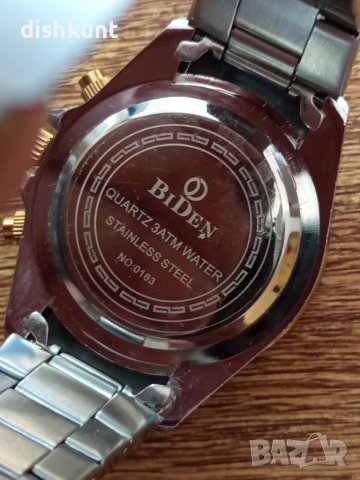 dishkunt
BiDEN
QUARTZ 3ATM WATER
STAINLESS STEEL
NO:0163
BAZAR